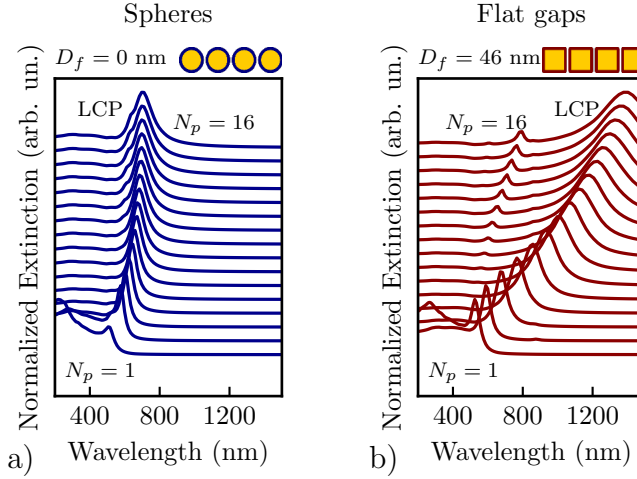 Spheres
D_f = 0 nm
LCP
N_p = 16
N_p = 1
Normalized Extinction (arb. un.)
400 800 1200
Wavelength (nm)
a)
Flat gaps
D_f = 46 nm
LCP
N_p = 16
N_p = 1
Normalized Extinction (arb. un.)
400 800 1200
Wavelength (nm)
b)